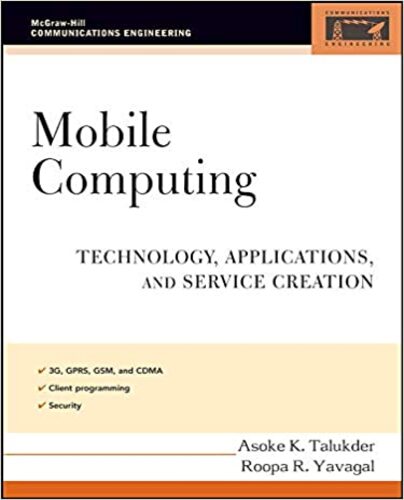 McGraw-Hill
COMMUNICATIONS ENGINEERING
COMMUNICATIONS
ENGINEERING
Mobile
Computing
TECHNOLOGY, APPLICATIONS,
AND SERVICE CREATION
✔ 3G, GPRS, GSM, and CDMA
✔ Client programming
✔ Security
Asoke K. Talukder
Roopa R. Yavagal